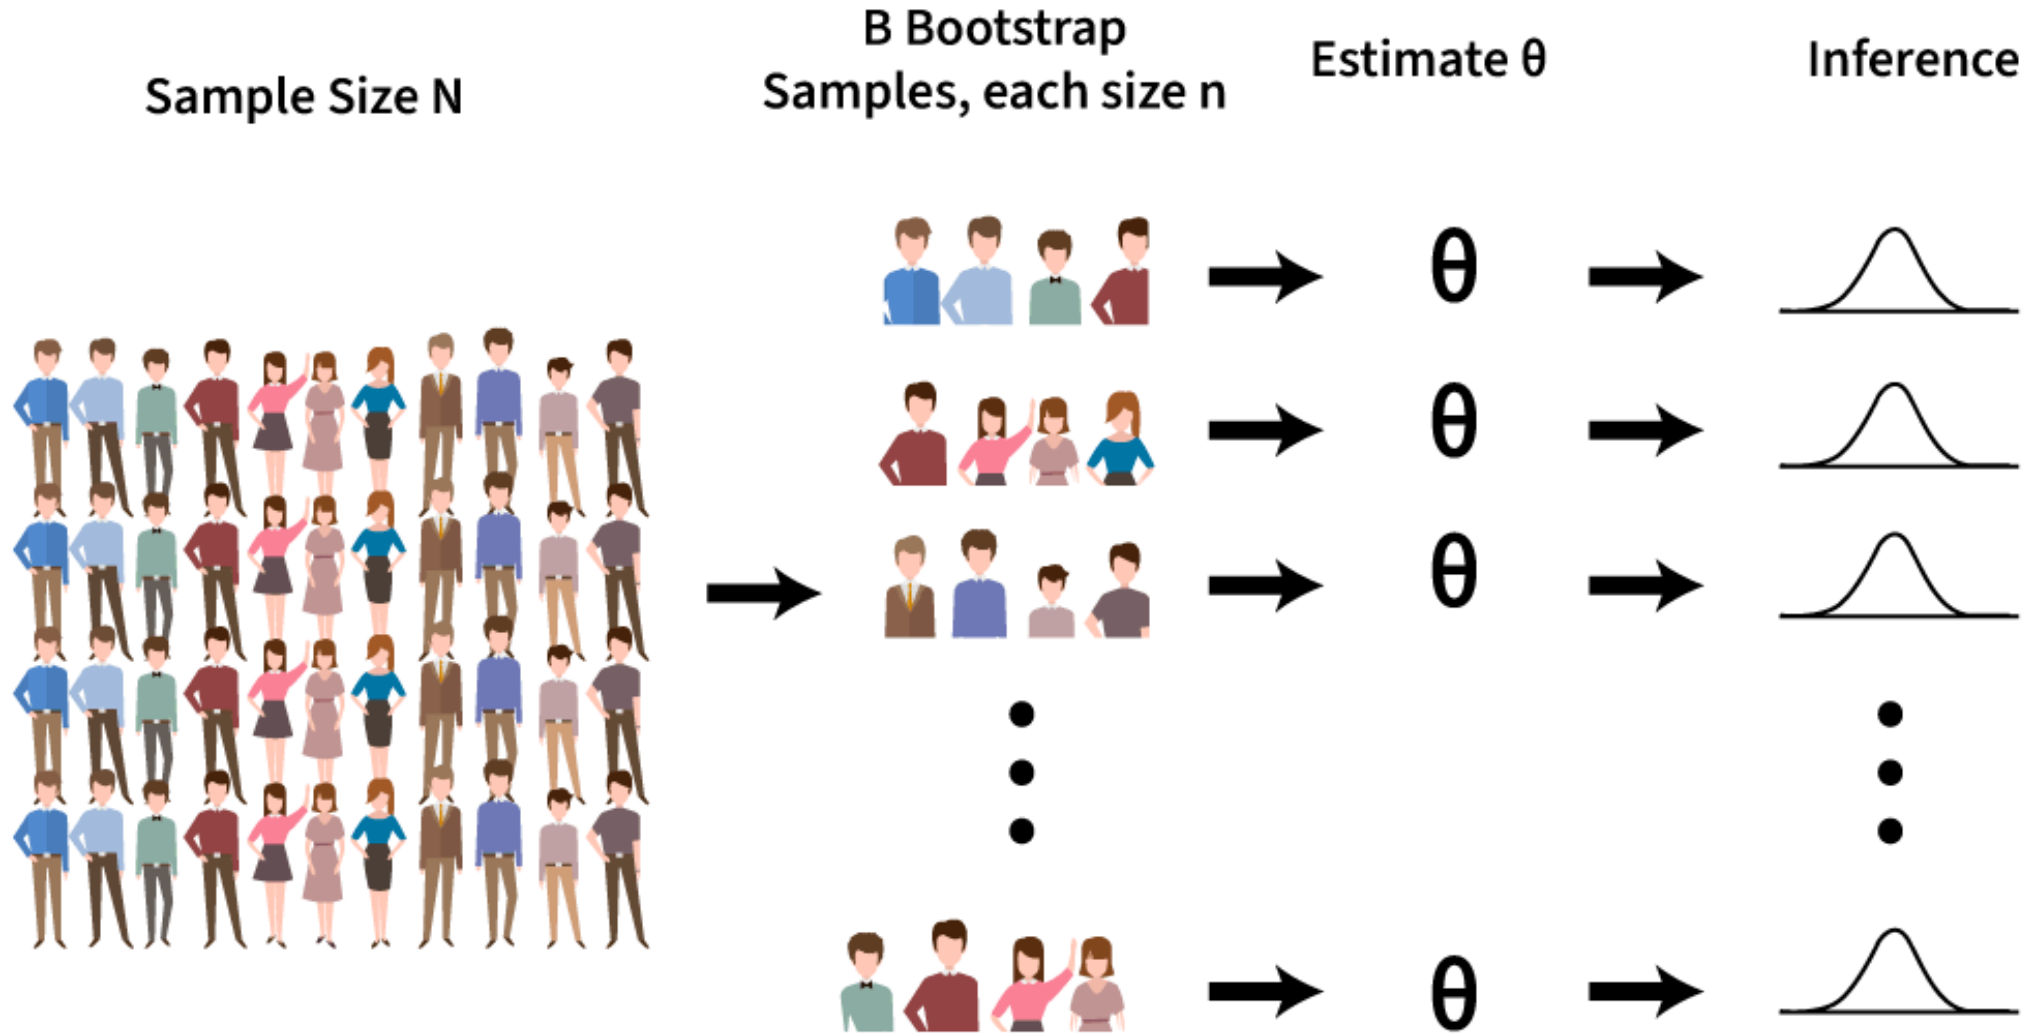 Sample Size N
B Bootstrap
Samples, each size n
Estimate θ
Inference
θ
θ
θ
θ